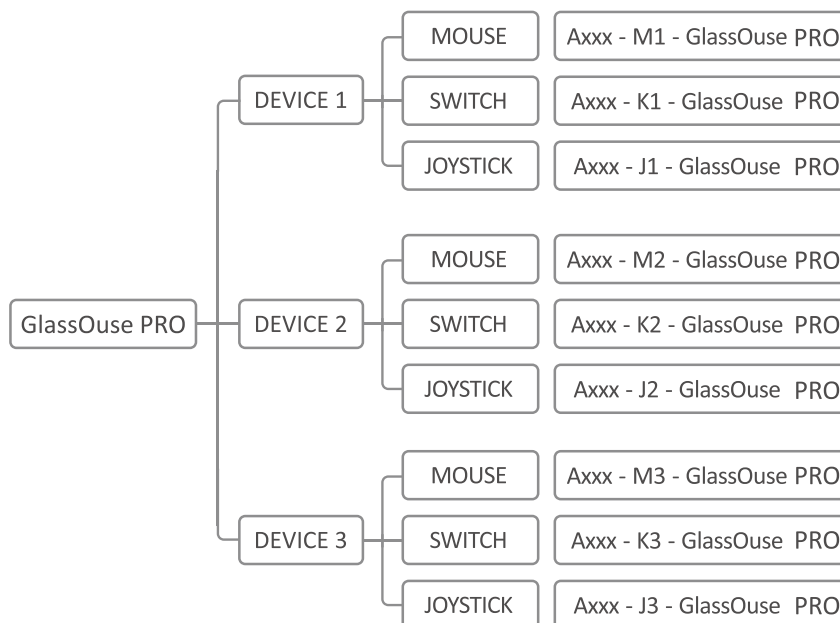 MOUSE Axxx - M1 - GlassOuse PRO
DEVICE 1 SWITCH Axxx - K1 - GlassOuse PRO
JOYSTICK Axxx - J1 - GlassOuse PRO
MOUSE Axxx - M2 - GlassOuse PRO
GlassOuse PRO DEVICE 2 SWITCH Axxx - K2 - GlassOuse PRO
JOYSTICK Axxx - J2 - GlassOuse PRO
MOUSE Axxx - M3 - GlassOuse PRO
DEVICE 3 SWITCH Axxx - K3 - GlassOuse PRO
JOYSTICK Axxx - J3 - GlassOuse PRO